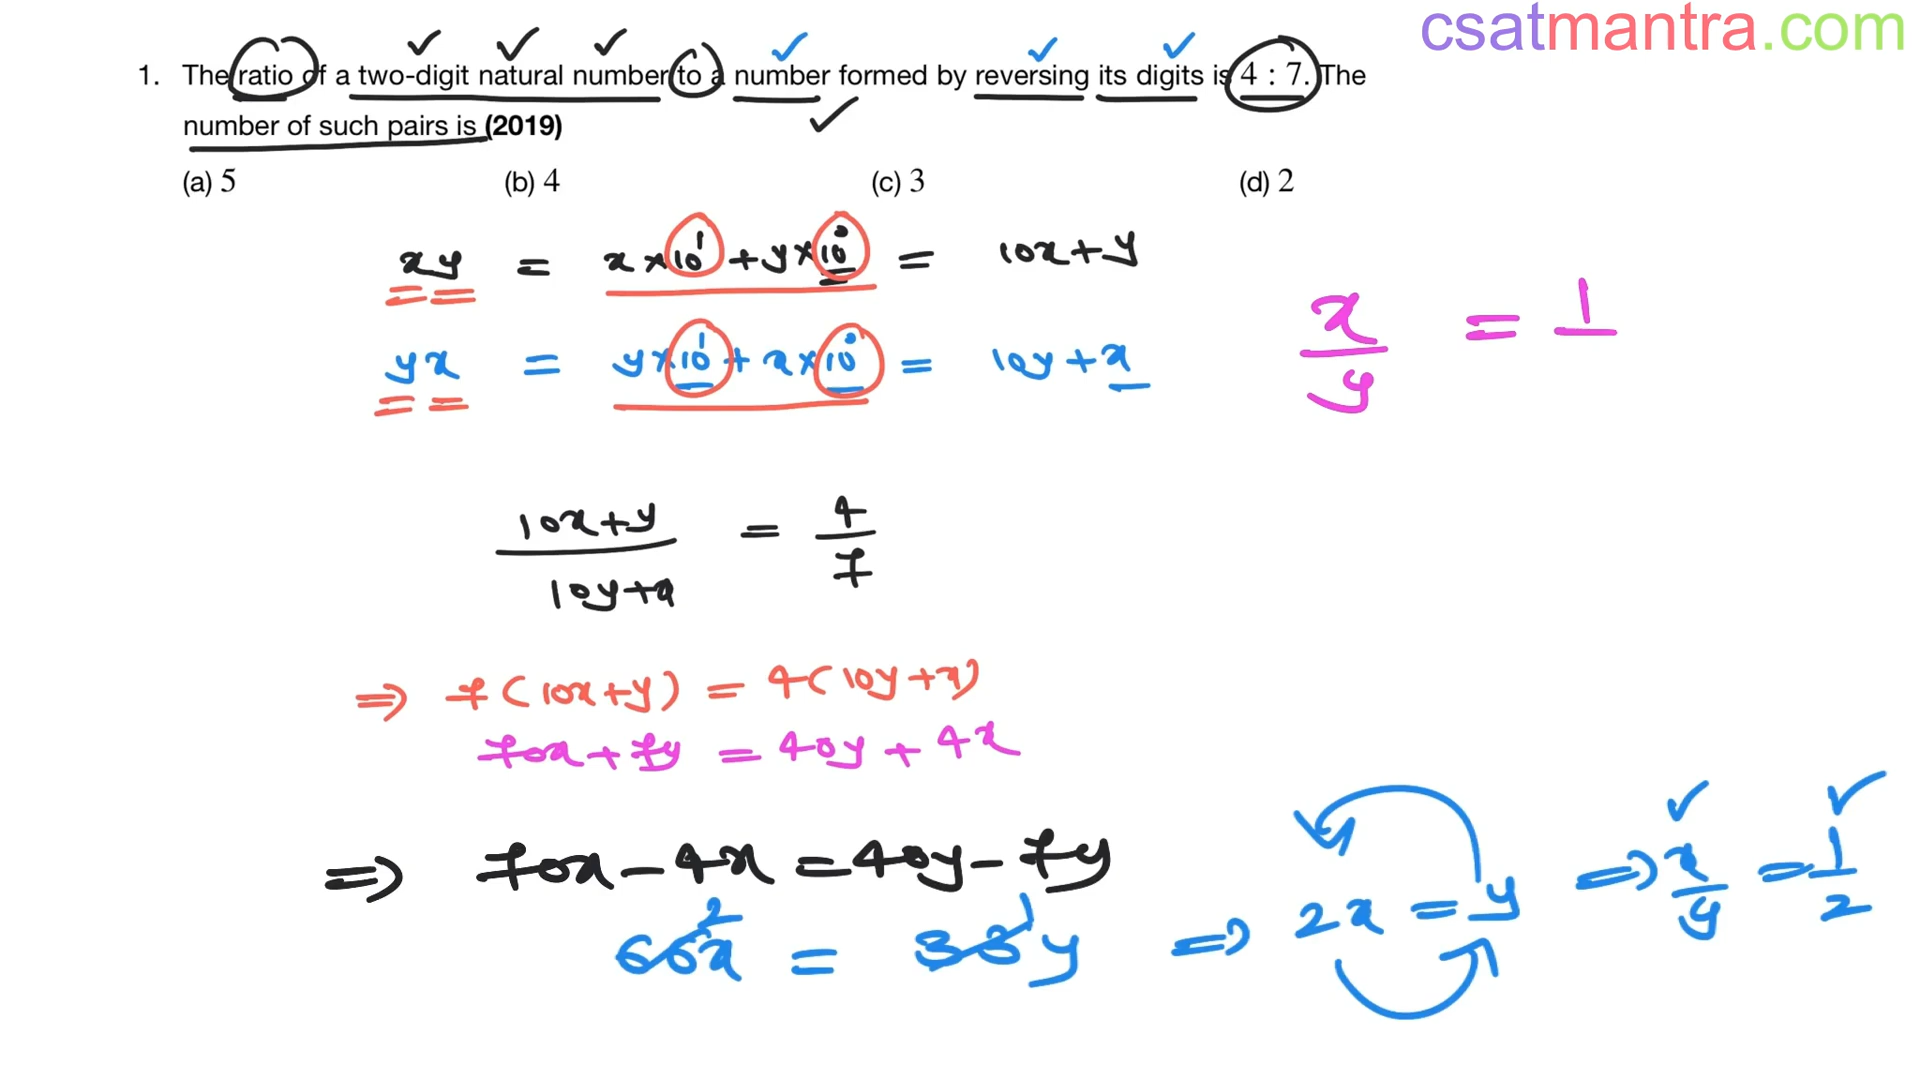 csatmantra.com
1. The ratio of a two-digit natural number to a number formed by reversing its digits is 4 : 7. The
number of such pairs is (2019)
(a) 5 (b) 4 (c) 3 (d) 2
xy = x×10¹+y×10⁰ = 10x+y
yx = y×10¹+x×10⁰ = 10y+x
x/y = 1
10x+y/10y+x = 4/7
⇒ 7(10x+y) = 4(10y+x)
70x+7y = 40y+4x
⇒ 70x-4x=40y-7y
66x 2 = 33y 1 ⇒ 2x = y ⇒ x/y = 1/2